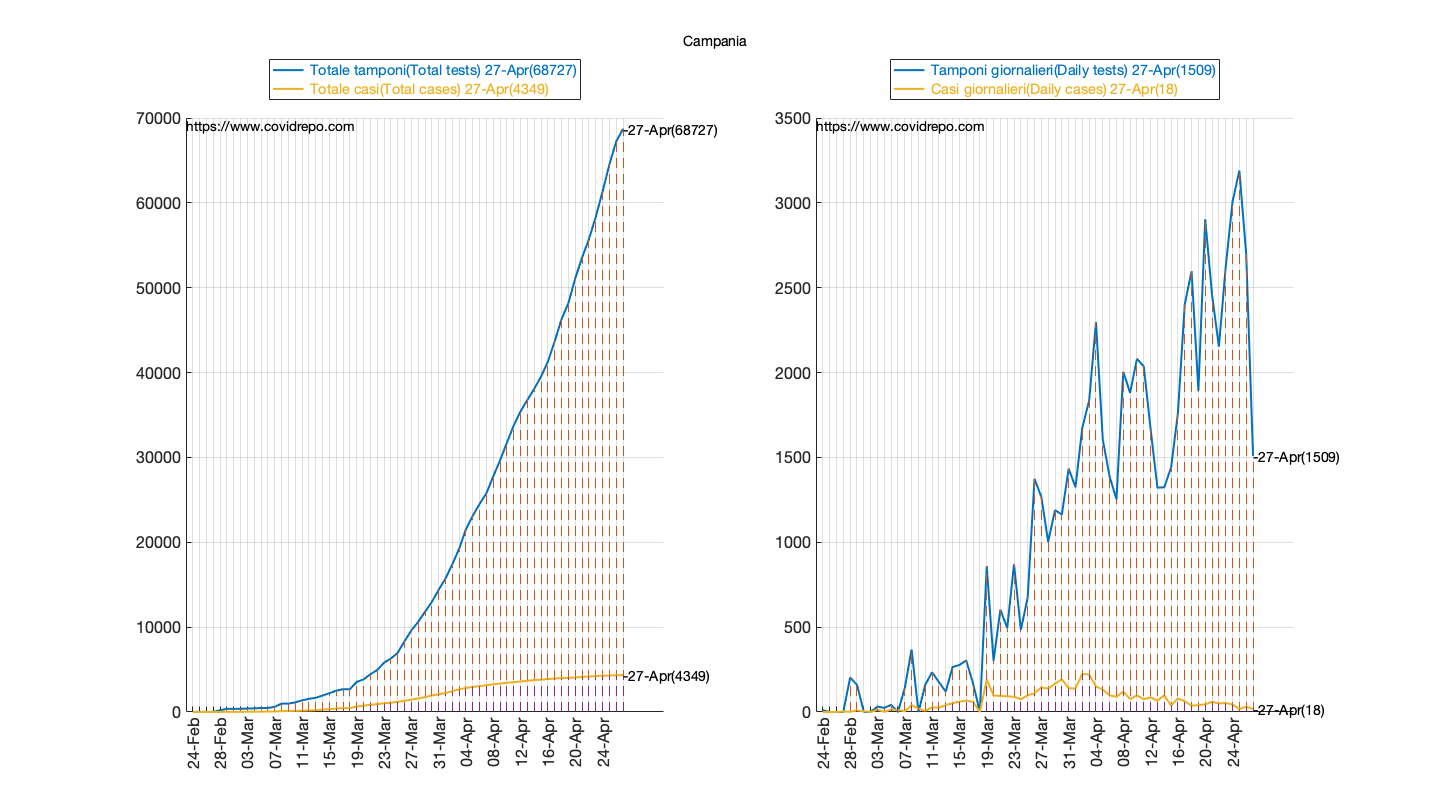 Campania
Totale tamponi(Total tests) 27-Apr(68727)
Totale casi(Total cases) 27-Apr(4349)
70000
60000
50000
40000
30000
20000
10000
0
https://www.covidrepo.com
27-Apr(68727)
27-Apr(4349)
24-Feb
28-Feb
03-Mar
07-Mar
11-Mar
15-Mar
19-Mar
23-Mar
27-Mar
31-Mar
04-Apr
08-Apr
12-Apr
16-Apr
20-Apr
24-Apr
Tamponi giornalieri(Daily tests) 27-Apr(1509)
Casi giornalieri(Daily cases) 27-Apr(18)
3500
3000
2500
2000
1500
1000
500
0
https://www.covidrepo.com
27-Apr(1509)
27-Apr(18)
24-Feb
28-Feb
03-Mar
07-Mar
11-Mar
15-Mar
19-Mar
23-Mar
27-Mar
31-Mar
04-Apr
08-Apr
12-Apr
16-Apr
20-Apr
24-Apr